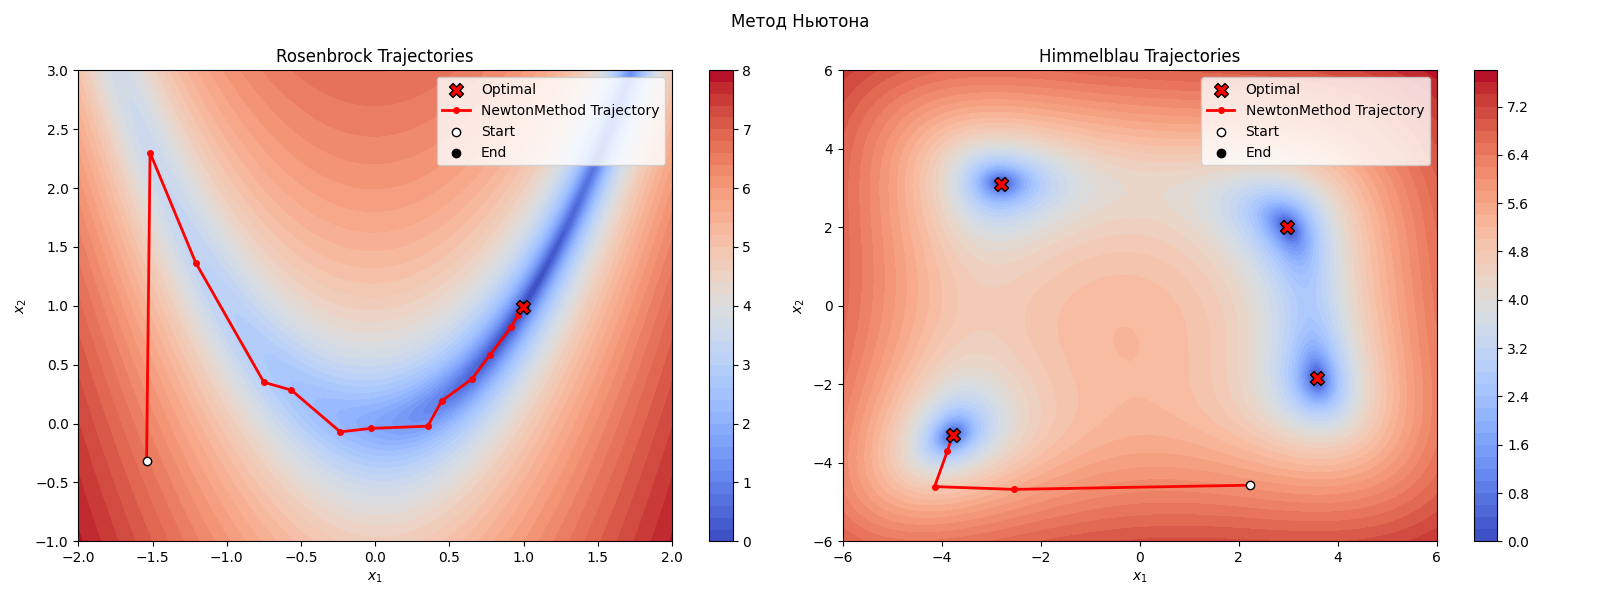 Метод Ньютона
Rosenbrock Trajectories
Optimal
NewtonMethod Trajectory
Start
End
3.0
2.5
2.0
1.5
1.0
0.5
0.0
−0.5
−1.0
x₂
−2.0 −1.5 −1.0 −0.5 0.0 0.5 1.0 1.5 2.0
x₁
8
7
6
5
4
3
2
1
0
Himmelblau Trajectories
Optimal
NewtonMethod Trajectory
Start
End
6
4
2
0
−2
−4
−6
x₂
−6 −4 −2 0 2 4 6
x₁
7.2
6.4
5.6
4.8
4.0
3.2
2.4
1.6
0.8
0.0